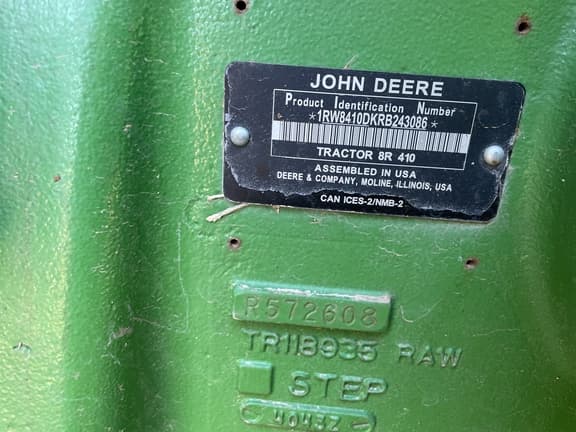 JOHN DEERE
Product Identification Number
*1RW8410DKRB243086*
TRACTOR 8R 410
ASSEMBLED IN USA
DEERE & COMPANY, MOLINE, ILLINOIS, USA
CAN ICES-2/NMB-2
R572608
TR118935 RAW
STEP
4043Z